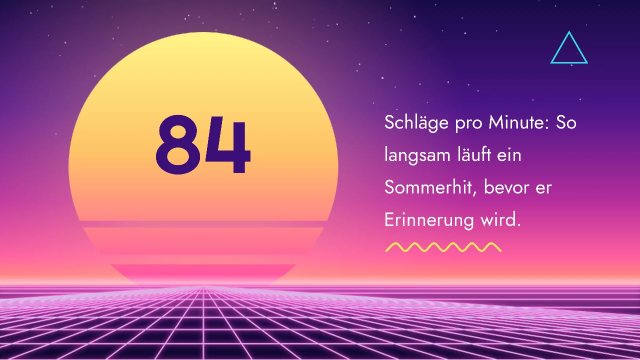 84
Schläge pro Minute: So
langsam läuft ein
Sommerhit, bevor er
Erinnerung wird.